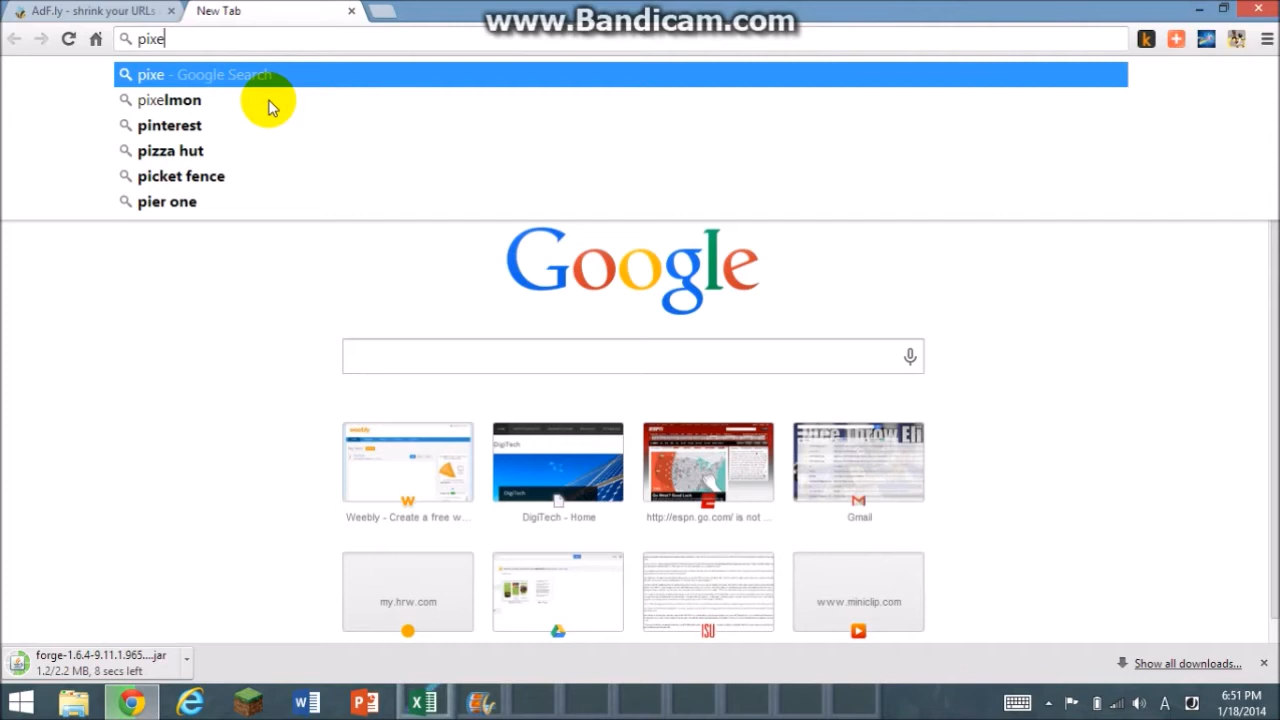 AdF.ly - shrink your URLs
New Tab
www.Bandicam.com
pixe
pixe - Google Search
pixelmon
pinterest
pizza hut
picket fence
pier one
Google
Weebly - Create a free w...
DigiTech - Home
http://espn.go.com/ is not ...
Gmail
my.hrw.com
www.miniclip.com
forge-1.6.4-9.11.1.965....jar
1.2/2.2 MB, 8 secs left
Show all downloads...
6:51 PM
1/18/2014